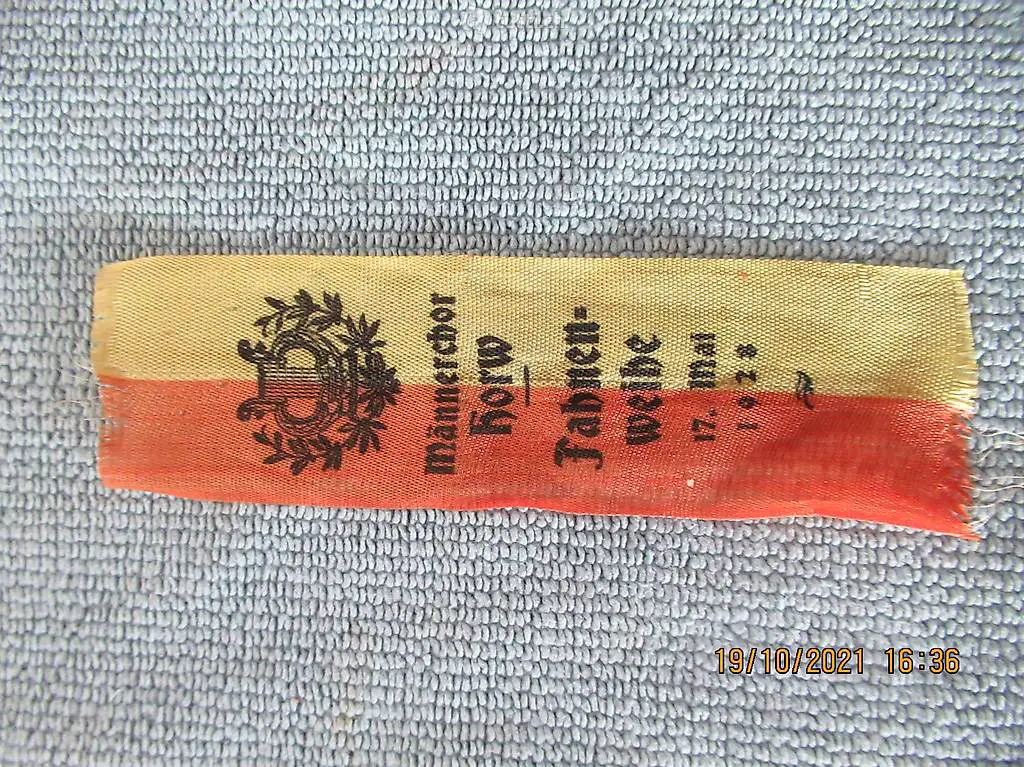 Männerchor
Horw
Fahnen-
weihe
17. Mai
1928
19/10/2021 16:36